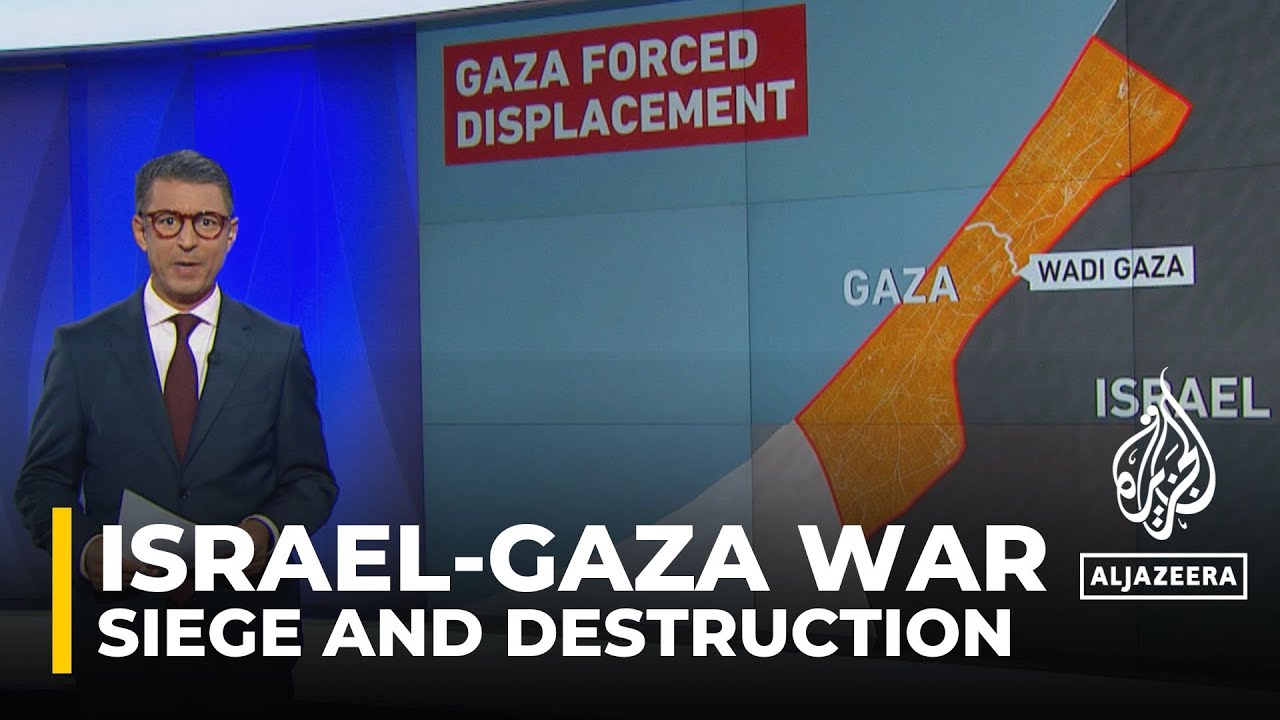 GAZA FORCED
DISPLACEMENT
GAZA
WADI GAZA
ISRAEL
الجزيرة
ALJAZEERA
ISRAEL-GAZA WAR
SIEGE AND DESTRUCTION